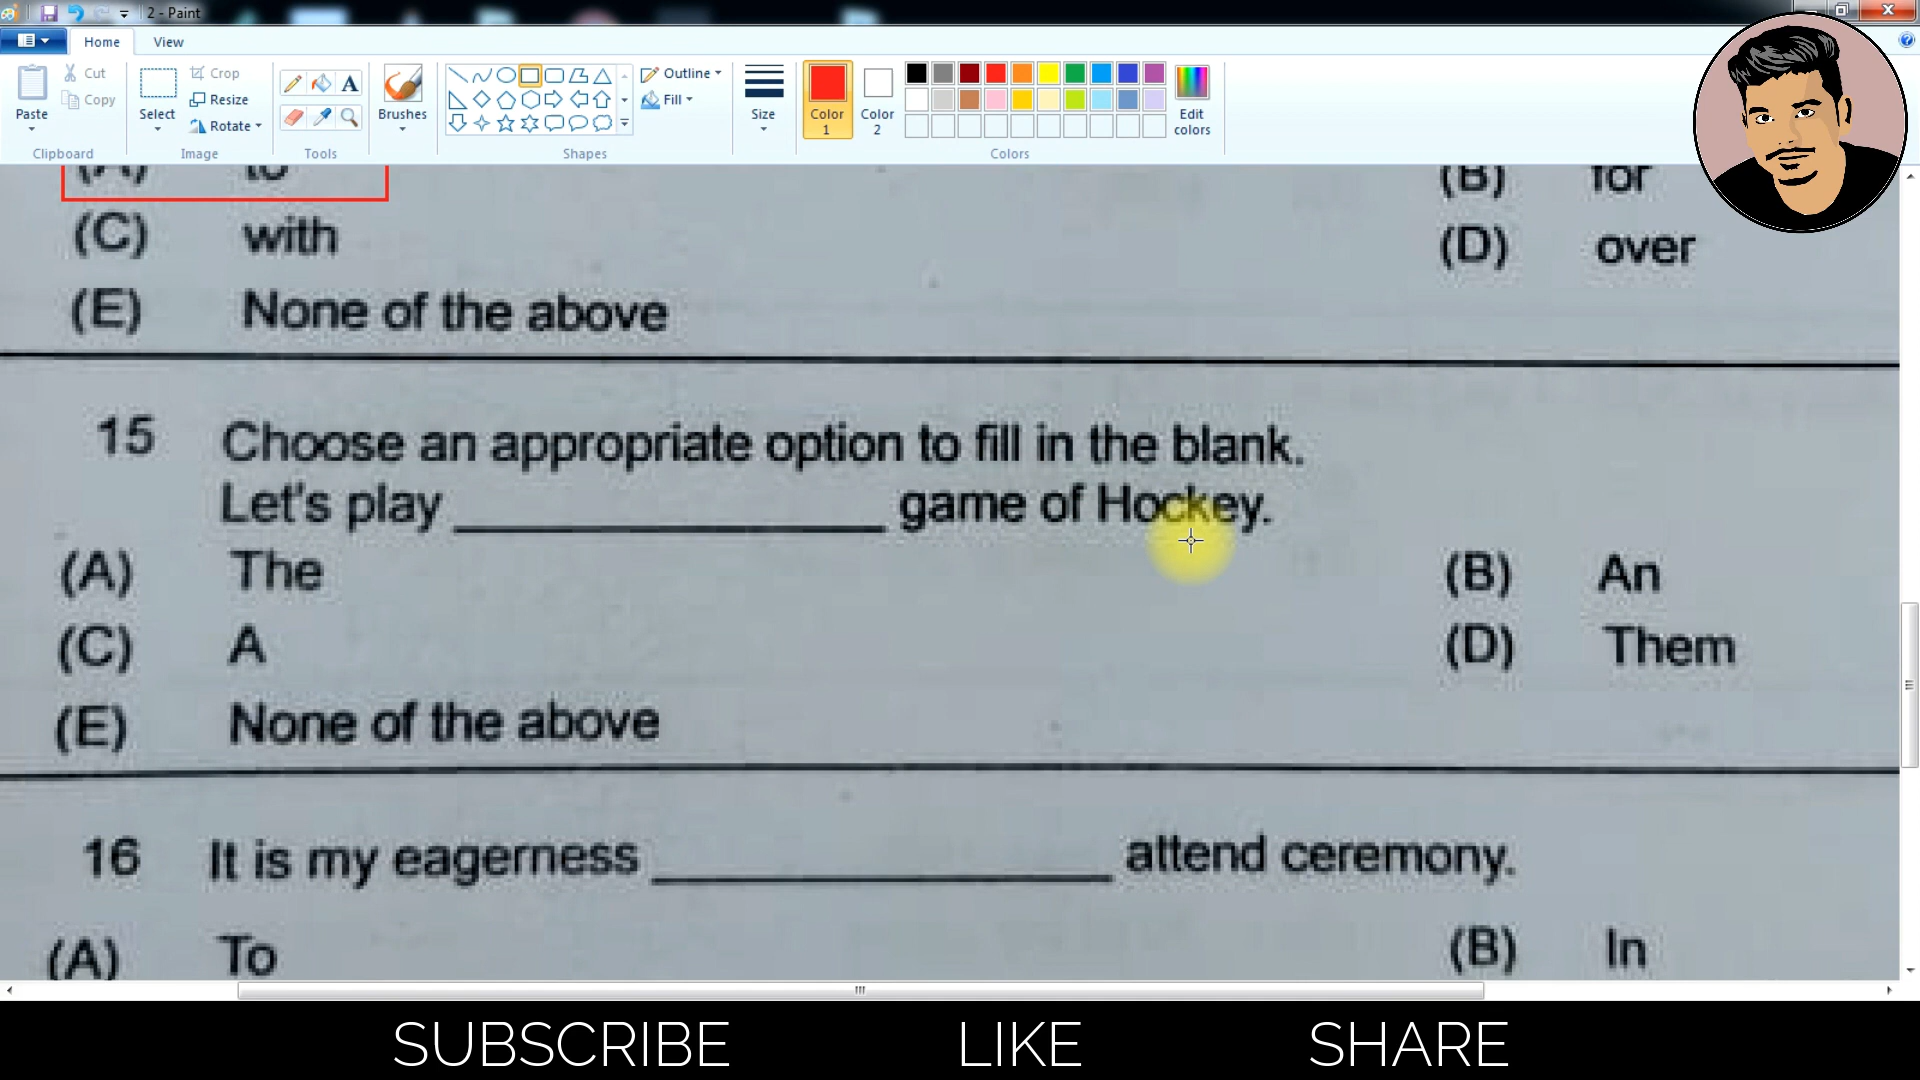 2 - Paint
Home View
Paste Cut Copy
Select Crop Resize Rotate
A
Brushes
Outline Fill
Size
Color 1 Color 2
Edit colors
Clipboard Image Tools Shapes Colors
(A) to (B) for
(C) with (D) over
(E) None of the above
15 Choose an appropriate option to fill in the blank.
Let's play ____________ game of Hockey.
(A) The (B) An
(C) A (D) Them
(E) None of the above
16 It is my eagerness ____________ attend ceremony.
(A) To (B) In
SUBSCRIBE LIKE SHARE